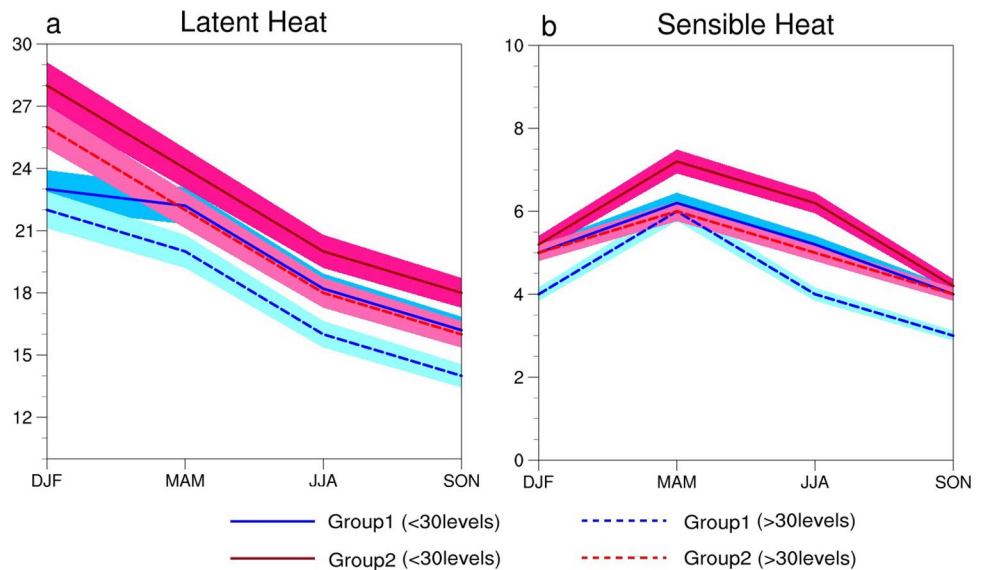 a Latent Heat
30
27
24
21
18
15
12
DJF MAM JJA SON
b Sensible Heat
10
8
6
4
2
0
DJF MAM JJA SON
Group1 (<30levels) Group1 (>30levels)
Group2 (<30levels) Group2 (>30levels)